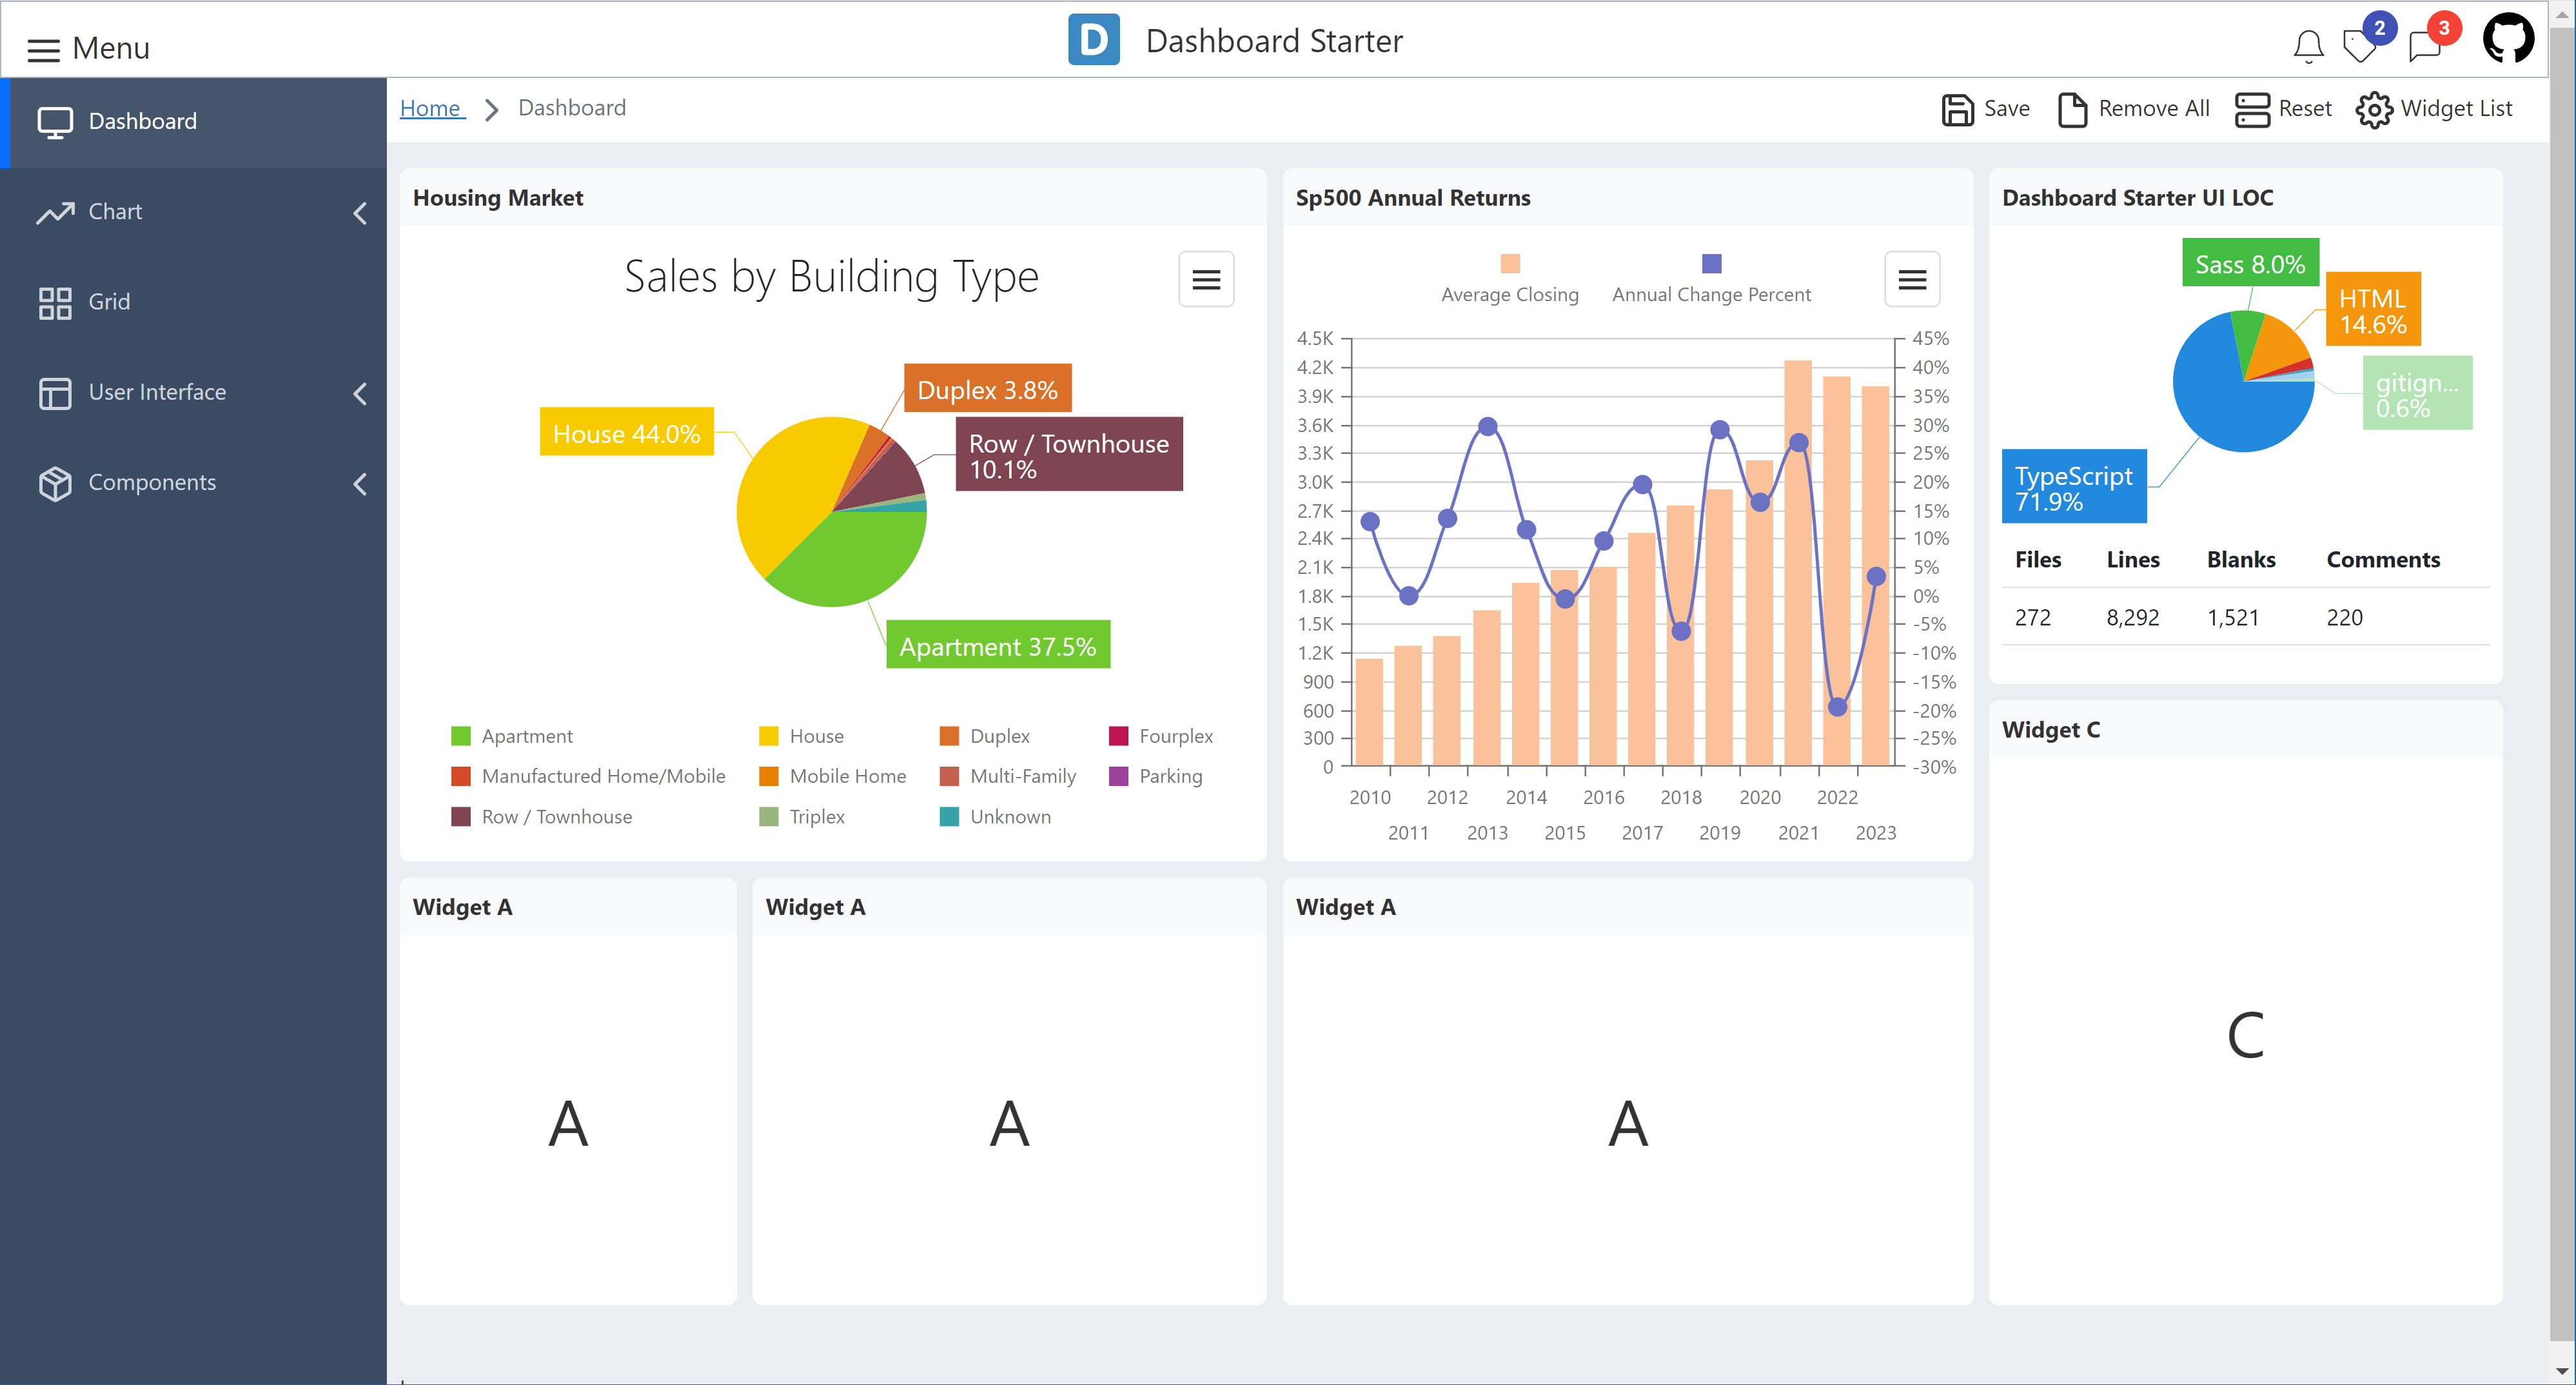 Menu
D Dashboard Starter
2
3
Dashboard
Chart
Grid
User Interface
Components
Home Dashboard
Save Remove All Reset Widget List
Housing Market
Sales by Building Type
Duplex 3.8%
House 44.0%
Row / Townhouse
10.1%
Apartment 37.5%
Apartment House Duplex Fourplex
Manufactured Home/Mobile Mobile Home Multi-Family Parking
Row / Townhouse Triplex Unknown
Sp500 Annual Returns
Average Closing Annual Change Percent
4.5K 45%
4.2K 40%
3.9K 35%
3.6K 30%
3.3K 25%
3.0K 20%
2.7K 15%
2.4K 10%
2.1K 5%
1.8K 0%
1.5K -5%
1.2K -10%
900 -15%
600 -20%
300 -25%
0 -30%
2010 2012 2014 2016 2018 2020 2022
2011 2013 2015 2017 2019 2021 2023
Dashboard Starter UI LOC
Sass 8.0%
HTML
14.6%
gitign...
0.6%
TypeScript
71.9%
Files Lines Blanks Comments
272 8,292 1,521 220
Widget C
C
Widget A
A
Widget A
A
Widget A
A